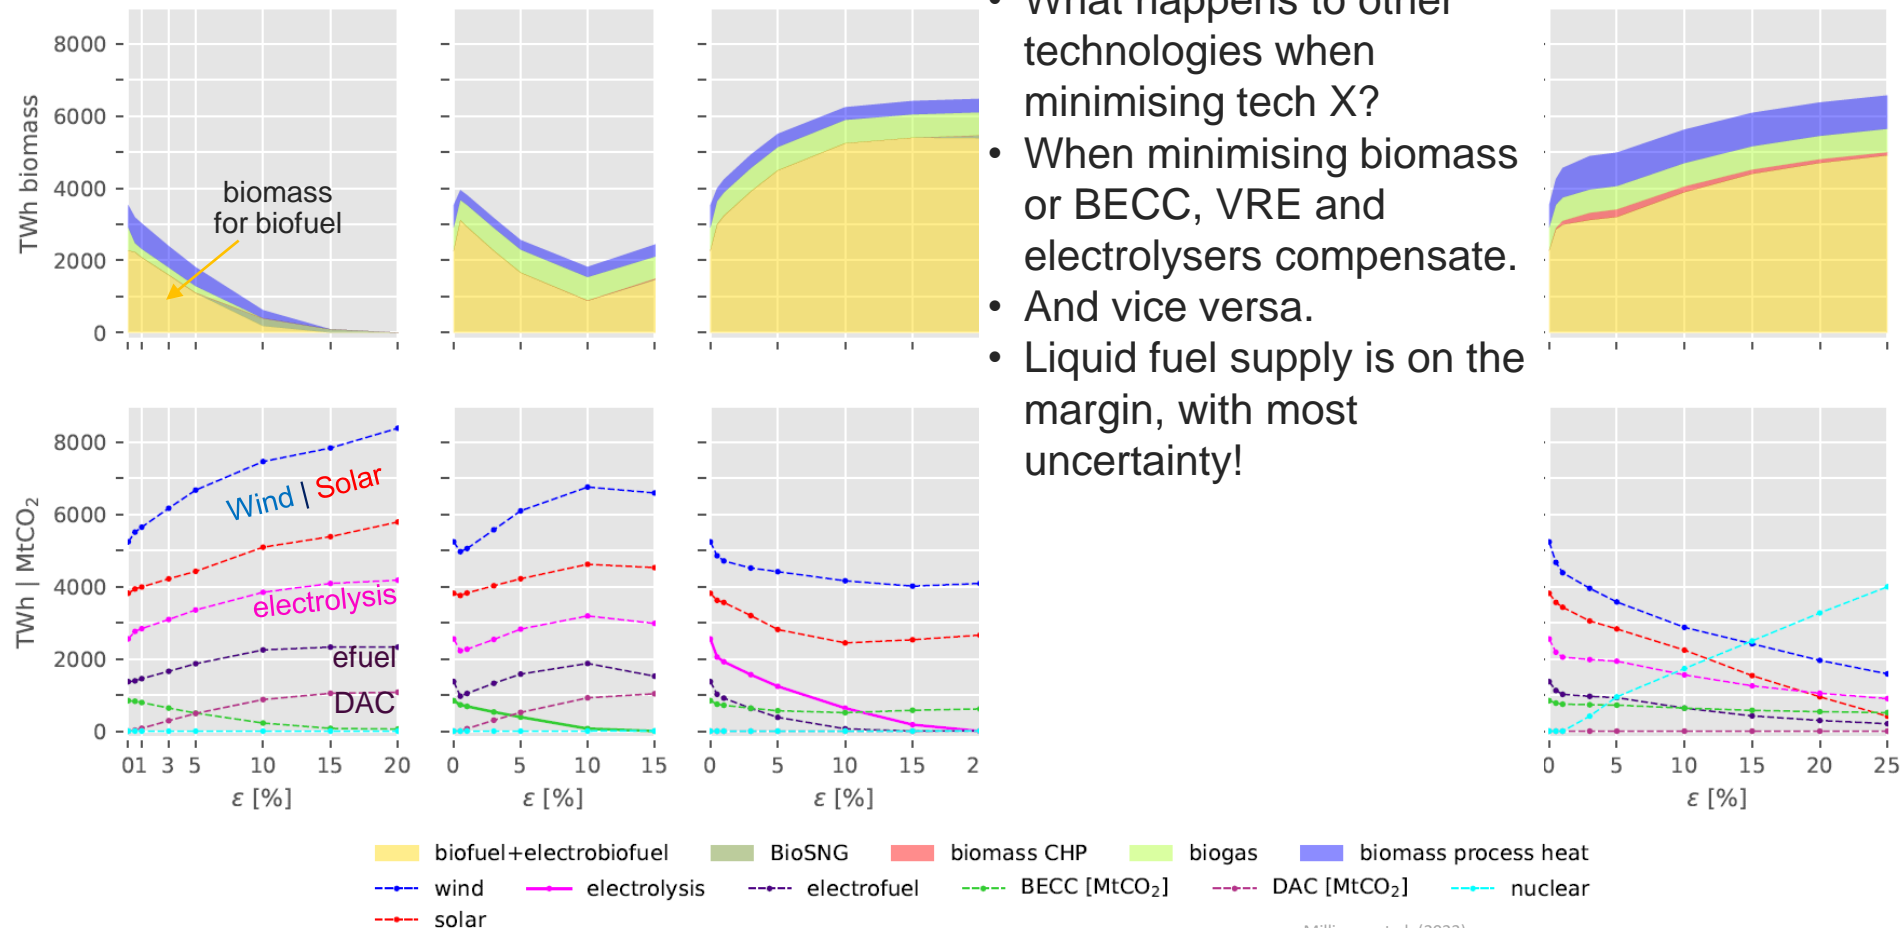 8000
6000
4000
2000
0
TWh biomass
biomass
for biofuel
• What happens to other
technologies when
minimising tech X?
• When minimising biomass
or BECC, VRE and
electrolysers compensate.
• And vice versa.
• Liquid fuel supply is on the
margin, with most
uncertainty!
8000
6000
4000
2000
0
TWh | MtCO₂
Wind | Solar
electrolysis
efuel
DAC
0 1 3 5 10 15 20
ε [%]
0 5 10 15
ε [%]
0 5 10 15 2
ε [%]
0 5 10 15 20 25
ε [%]
biofuel+electrobiofuel BioSNG biomass CHP biogas biomass process heat
wind electrolysis electrofuel BECC [MtCO₂] DAC [MtCO₂] nuclear
solar